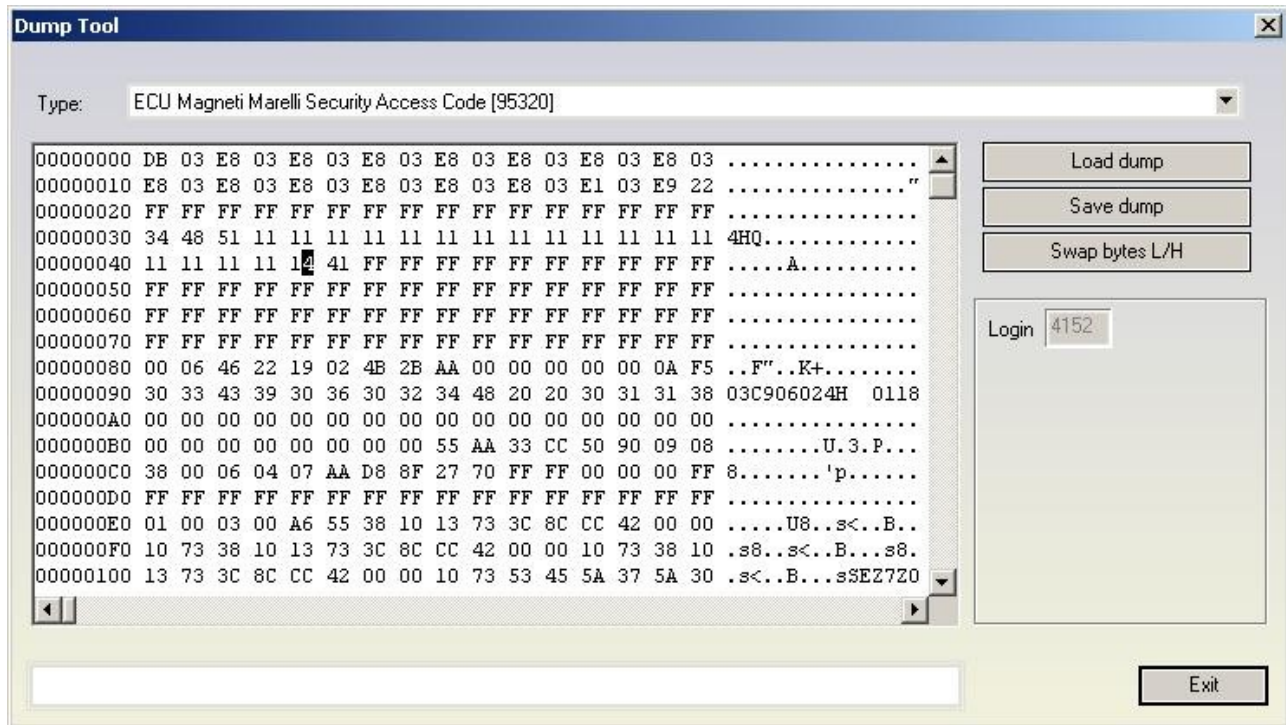 Dump Tool
Type: ECU Magneti Marelli Security Access Code [95320]
00000000 DB 03 E8 03 E8 03 E8 03 E8 03 E8 03 E8 03 E8 03 ................
00000010 E8 03 E8 03 E8 03 E8 03 E8 03 E8 03 E1 03 E9 22 ..............."
00000020 FF FF FF FF FF FF FF FF FF FF FF FF FF FF FF FF ................
00000030 34 48 51 11 11 11 11 11 11 11 11 11 11 11 11 11 4HQ.............
00000040 11 11 11 11 14 41 FF FF FF FF FF FF FF FF FF FF .....A..........
00000050 FF FF FF FF FF FF FF FF FF FF FF FF FF FF FF FF ................
00000060 FF FF FF FF FF FF FF FF FF FF FF FF FF FF FF FF ................
00000070 FF FF FF FF FF FF FF FF FF FF FF FF FF FF FF FF ................
00000080 00 06 46 22 19 02 4B 2B AA 00 00 00 00 00 0A F5 ..F"..K+........
00000090 30 33 43 39 30 36 30 32 34 48 20 20 30 31 31 38 03C906024H  0118
000000A0 00 00 00 00 00 00 00 00 00 00 00 00 00 00 00 00 ................
000000B0 00 00 00 00 00 00 00 00 55 AA 33 CC 50 90 09 08 ........U.3.P...
000000C0 38 00 06 04 07 AA D8 8F 27 70 FF FF 00 00 00 FF 8.......'p......
000000D0 FF FF FF FF FF FF FF FF FF FF FF FF FF FF FF FF ................
000000E0 01 00 03 00 A6 55 38 10 13 73 3C 8C CC 42 00 00 .....U8..s<..B..
000000F0 10 73 38 10 13 73 3C 8C CC 42 00 00 10 73 38 10 .s8..s<..B...s8.
00000100 13 73 3C 8C CC 42 00 00 10 73 53 45 5A 37 5A 30 .s<..B...sSEZ7Z0
Load dump
Save dump
Swap bytes L/H
Login 4152
Exit